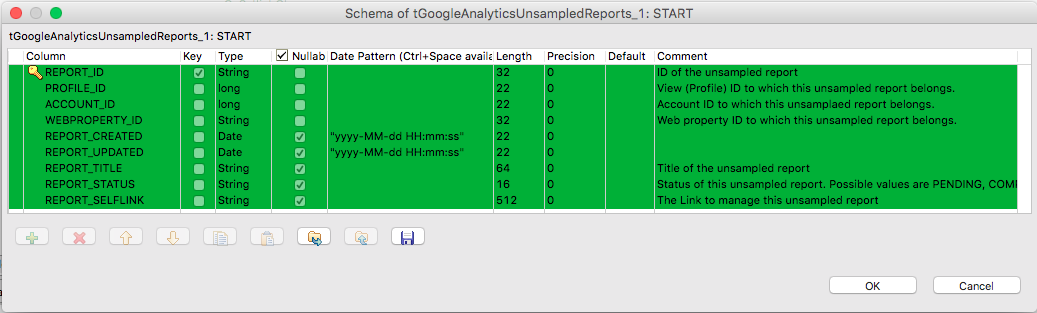 Schema of tGoogleAnalyticsUnsampledReports_1: START
tGoogleAnalyticsUnsampledReports_1: START
Column Key Type Nullab Date Pattern (Ctrl+Space availa Length Precision Default Comment
REPORT_ID String 32 0 ID of the unsampled report
PROFILE_ID long 22 0 View (Profile) ID to which this unsampled report belongs.
ACCOUNT_ID long 22 0 Account ID to which this unsamplaed report belongs.
WEBPROPERTY_ID String 32 0 Web property ID to which this unsampled report belongs.
REPORT_CREATED Date "yyyy-MM-dd HH:mm:ss" 22 0
REPORT_UPDATED Date "yyyy-MM-dd HH:mm:ss" 22 0
REPORT_TITLE String 64 0 Title of the unsampled report
REPORT_STATUS String 16 0 Status of this unsampled report. Possible values are PENDING, COMI
REPORT_SELFLINK String 512 0 The Link to manage this unsampled report
OK Cancel